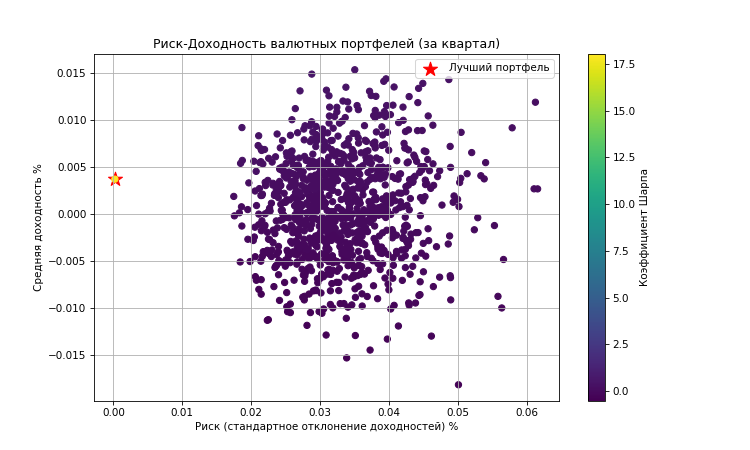 Риск-Доходность валютных портфелей (за квартал)
Лучший портфель
0.015
0.010
0.005
0.000
−0.005
−0.010
−0.015
Средняя доходность %
0.00 0.01 0.02 0.03 0.04 0.05 0.06
Риск (стандартное отклонение доходностей) %
17.5
15.0
12.5
10.0
7.5
5.0
2.5
0.0
Коэффициент Шарпа